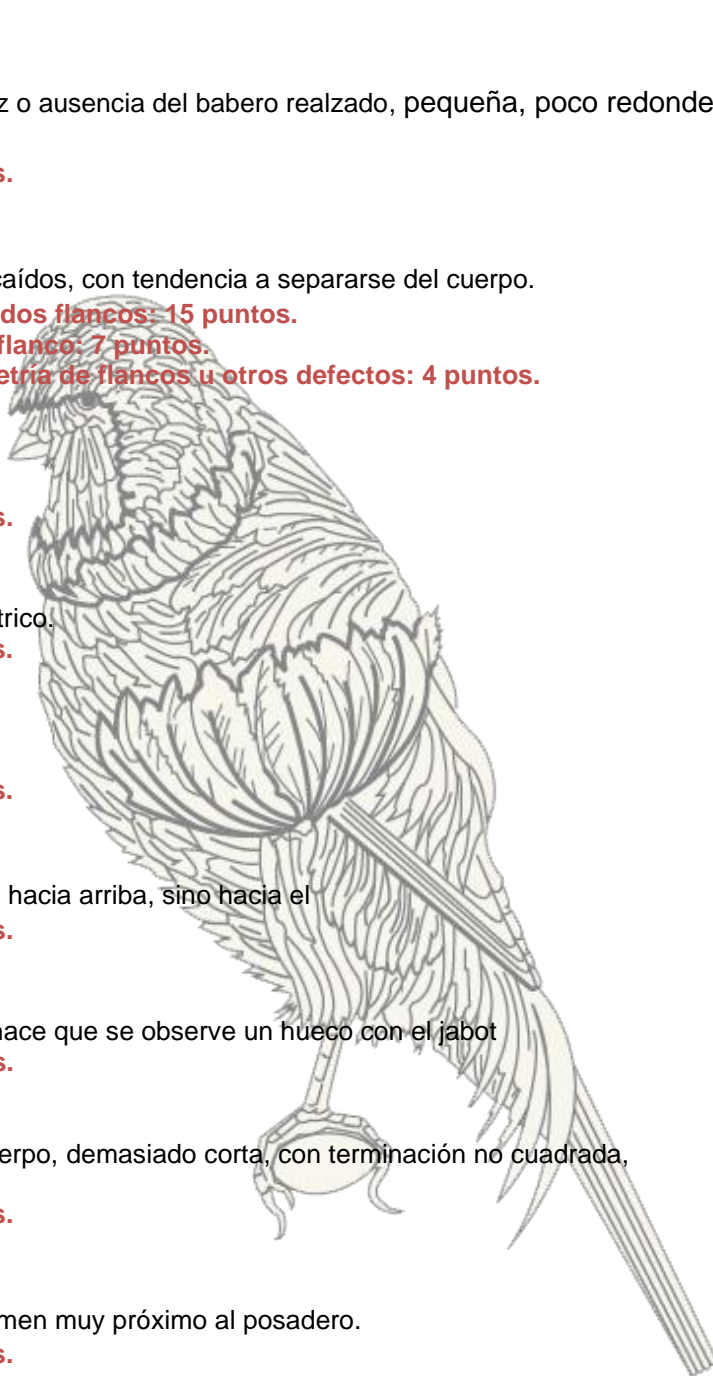 z o ausencia del babero realzado, pequeña, poco redonde
s.
caídos, con tendencia a separarse del cuerpo.
dos flancos: 15 puntos.
flanco: 7 puntos.
etría de flancos u otros defectos: 4 puntos.
s.
trico.
s.
s.
hacia arriba, sino hacia el
s.
hace que se observe un hueco con el jabot
s.
erpo, demasiado corta, con terminación no cuadrada,
s.
men muy próximo al posadero.
s.